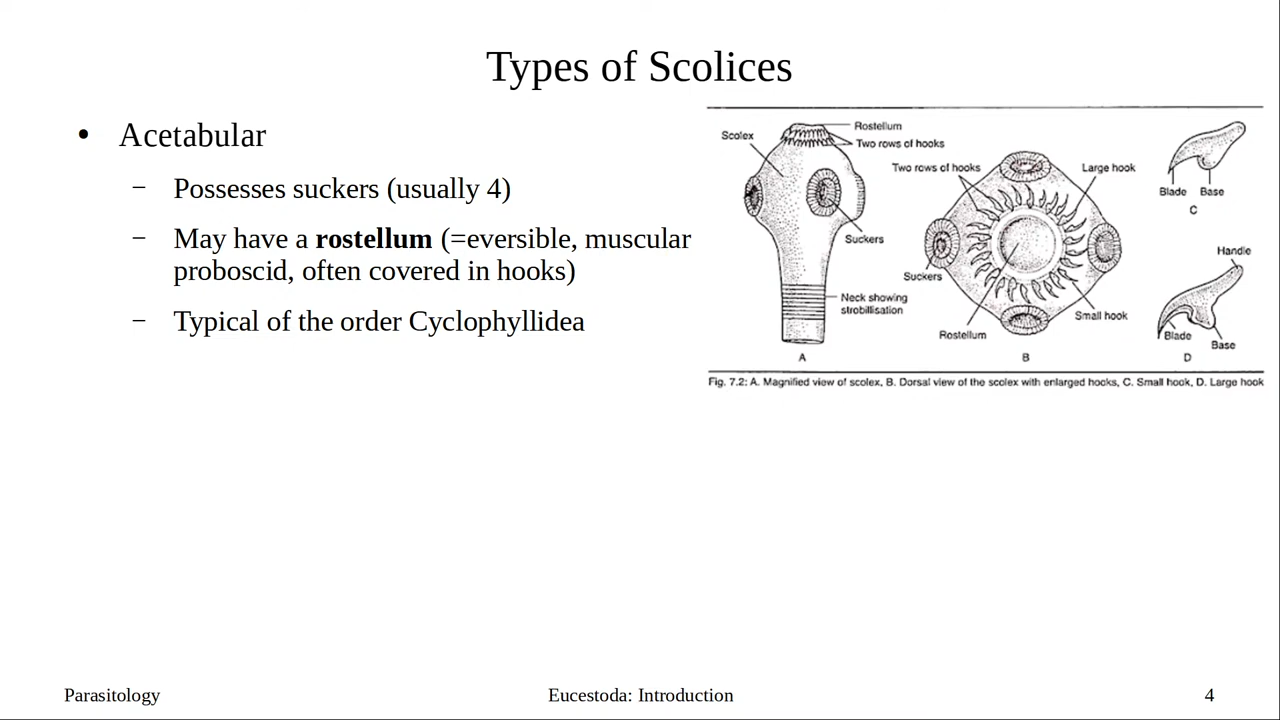 Types of Scolices
• Acetabular
– Possesses suckers (usually 4)
– May have a rostellum (=eversible, muscular
proboscid, often covered in hooks)
– Typical of the order Cyclophyllidea
Scolex
Rostellum
Two rows of hooks
Suckers
Neck showing
strobilisation
A
Two rows of hooks
Large hook
Suckers
Small hook
Rostellum
B
Blade
Base
C
Handle
Blade
Base
D
Fig. 7.2: A. Magnified view of scolex, B. Dorsal view of the scolex with enlarged hooks, C. Small hook, D. Large hook
Parasitology
Eucestoda: Introduction
4